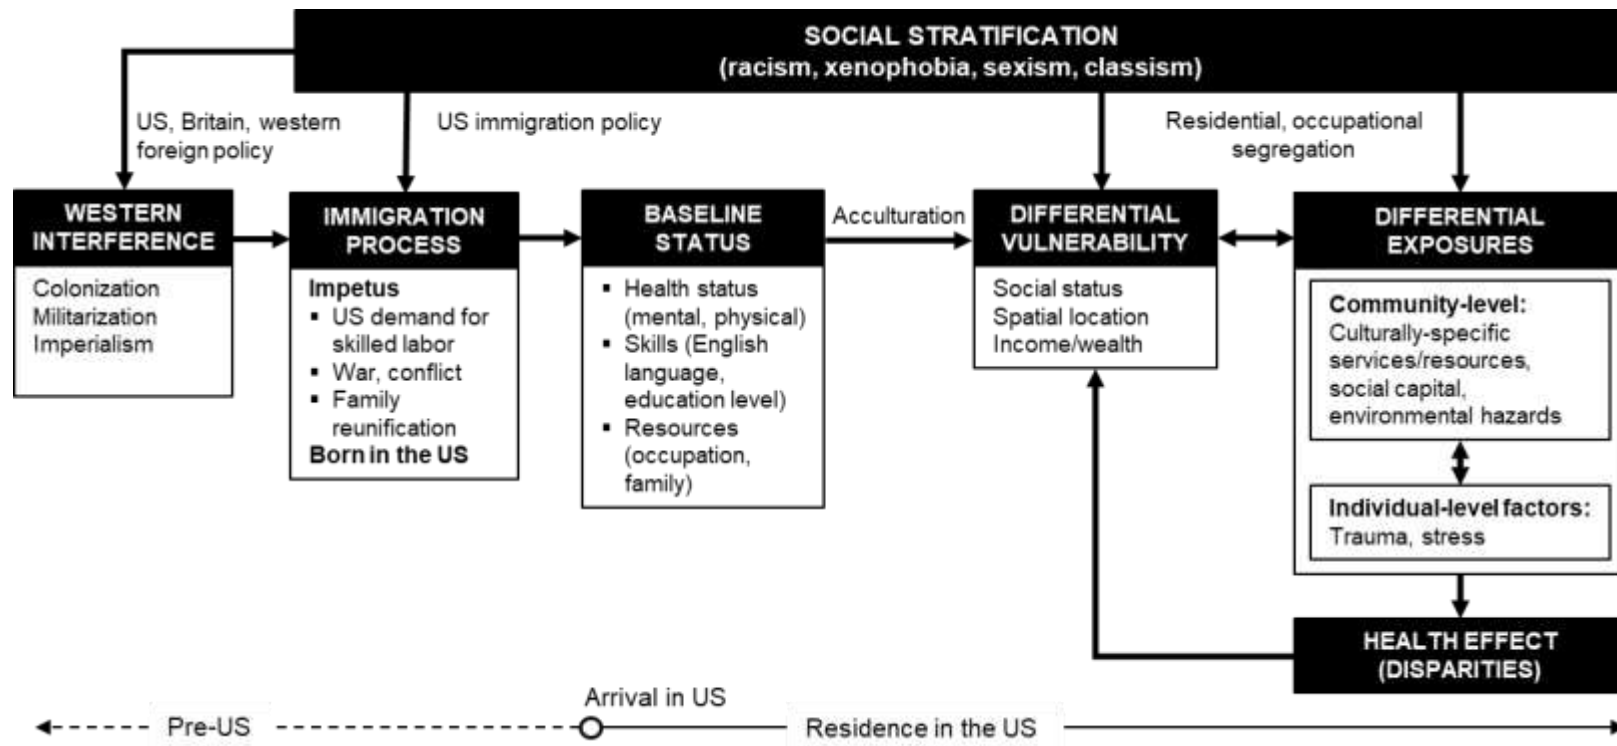 SOCIAL STRATIFICATION
(racism, xenophobia, sexism, classism)
US, Britain, western
foreign policy
US immigration policy
Residential, occupational
segregation
WESTERN
INTERFERENCE
Colonization
Militarization
Imperialism
IMMIGRATION
PROCESS
Impetus
▪ US demand for
skilled labor
▪ War, conflict
▪ Family
reunification
Born in the US
BASELINE
STATUS
▪ Health status
(mental, physical)
▪ Skills (English
language,
education level)
▪ Resources
(occupation,
family)
Acculturation
DIFFERENTIAL
VULNERABILITY
Social status
Spatial location
Income/wealth
DIFFERENTIAL
EXPOSURES
Community-level:
Culturally-specific
services/resources,
social capital,
environmental hazards
Individual-level factors:
Trauma, stress
HEALTH EFFECT
(DISPARITIES)
Arrival in US
Pre-US
Residence in the US